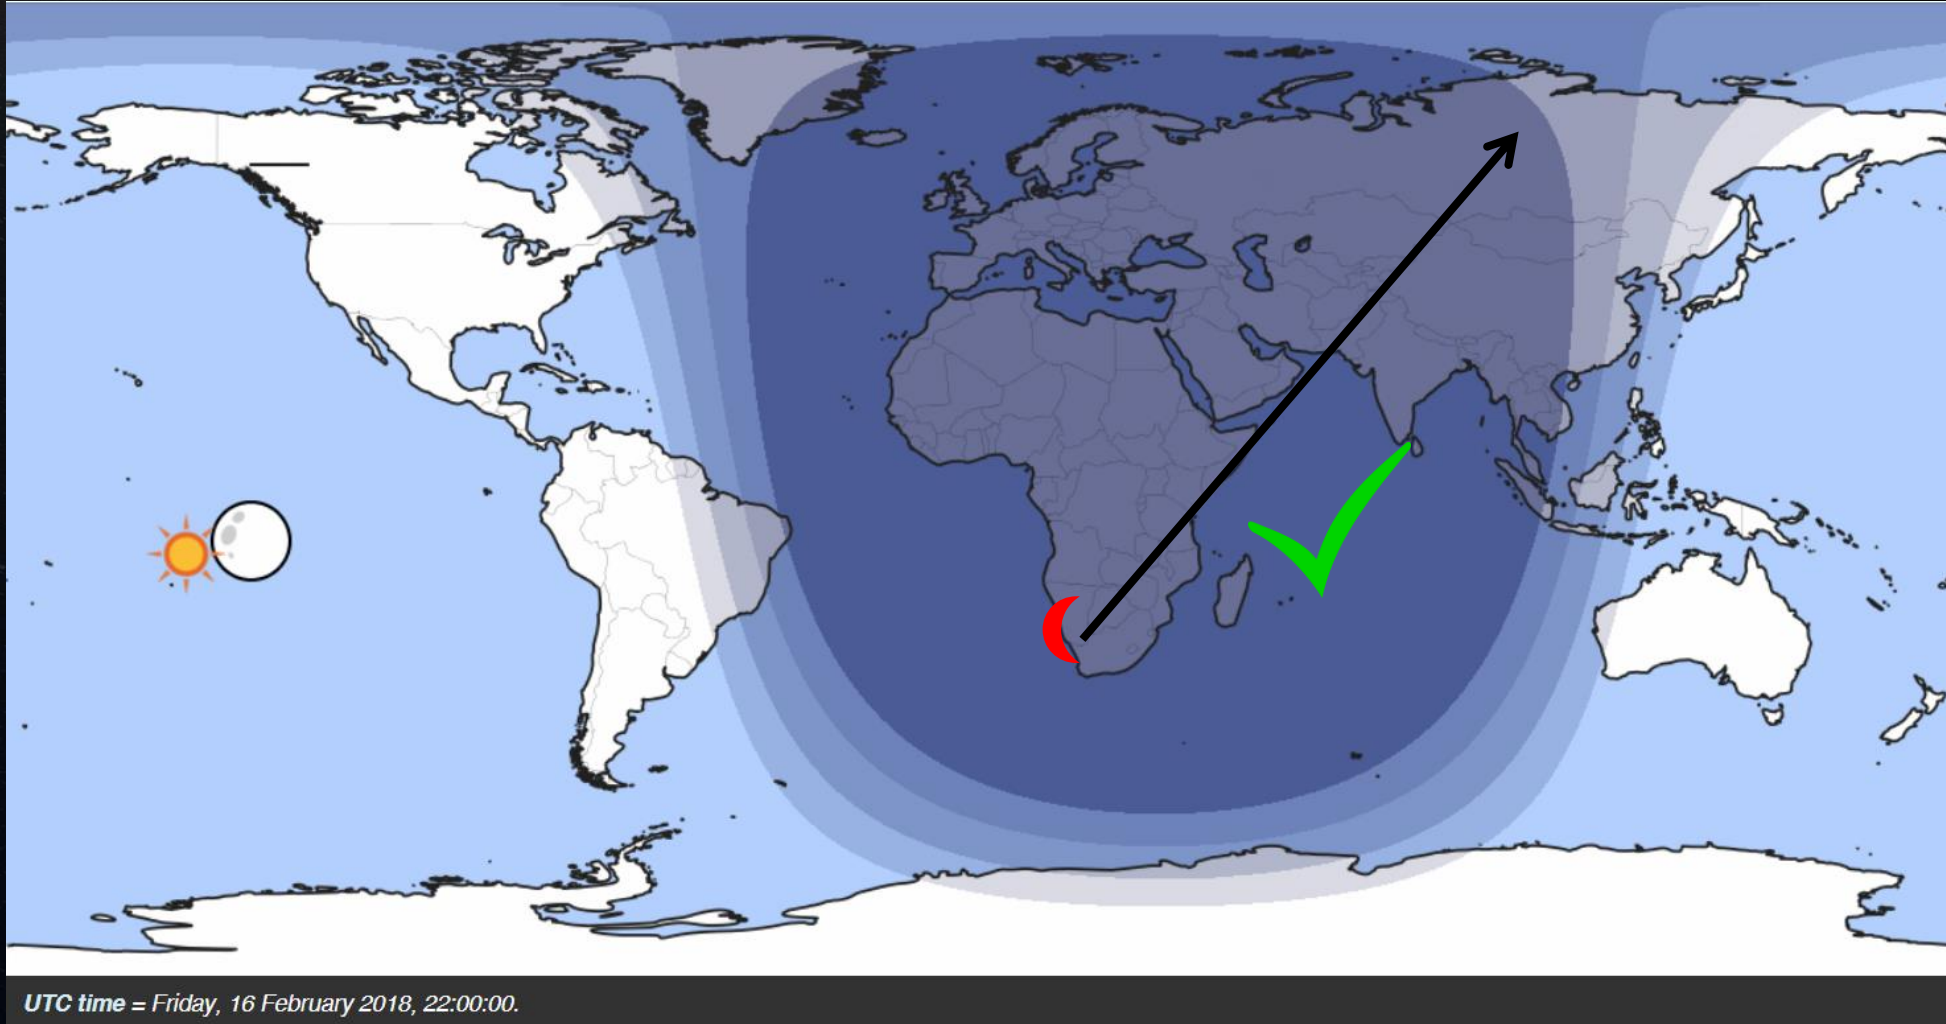 UTC time = Friday, 16 February 2018, 22:00:00.